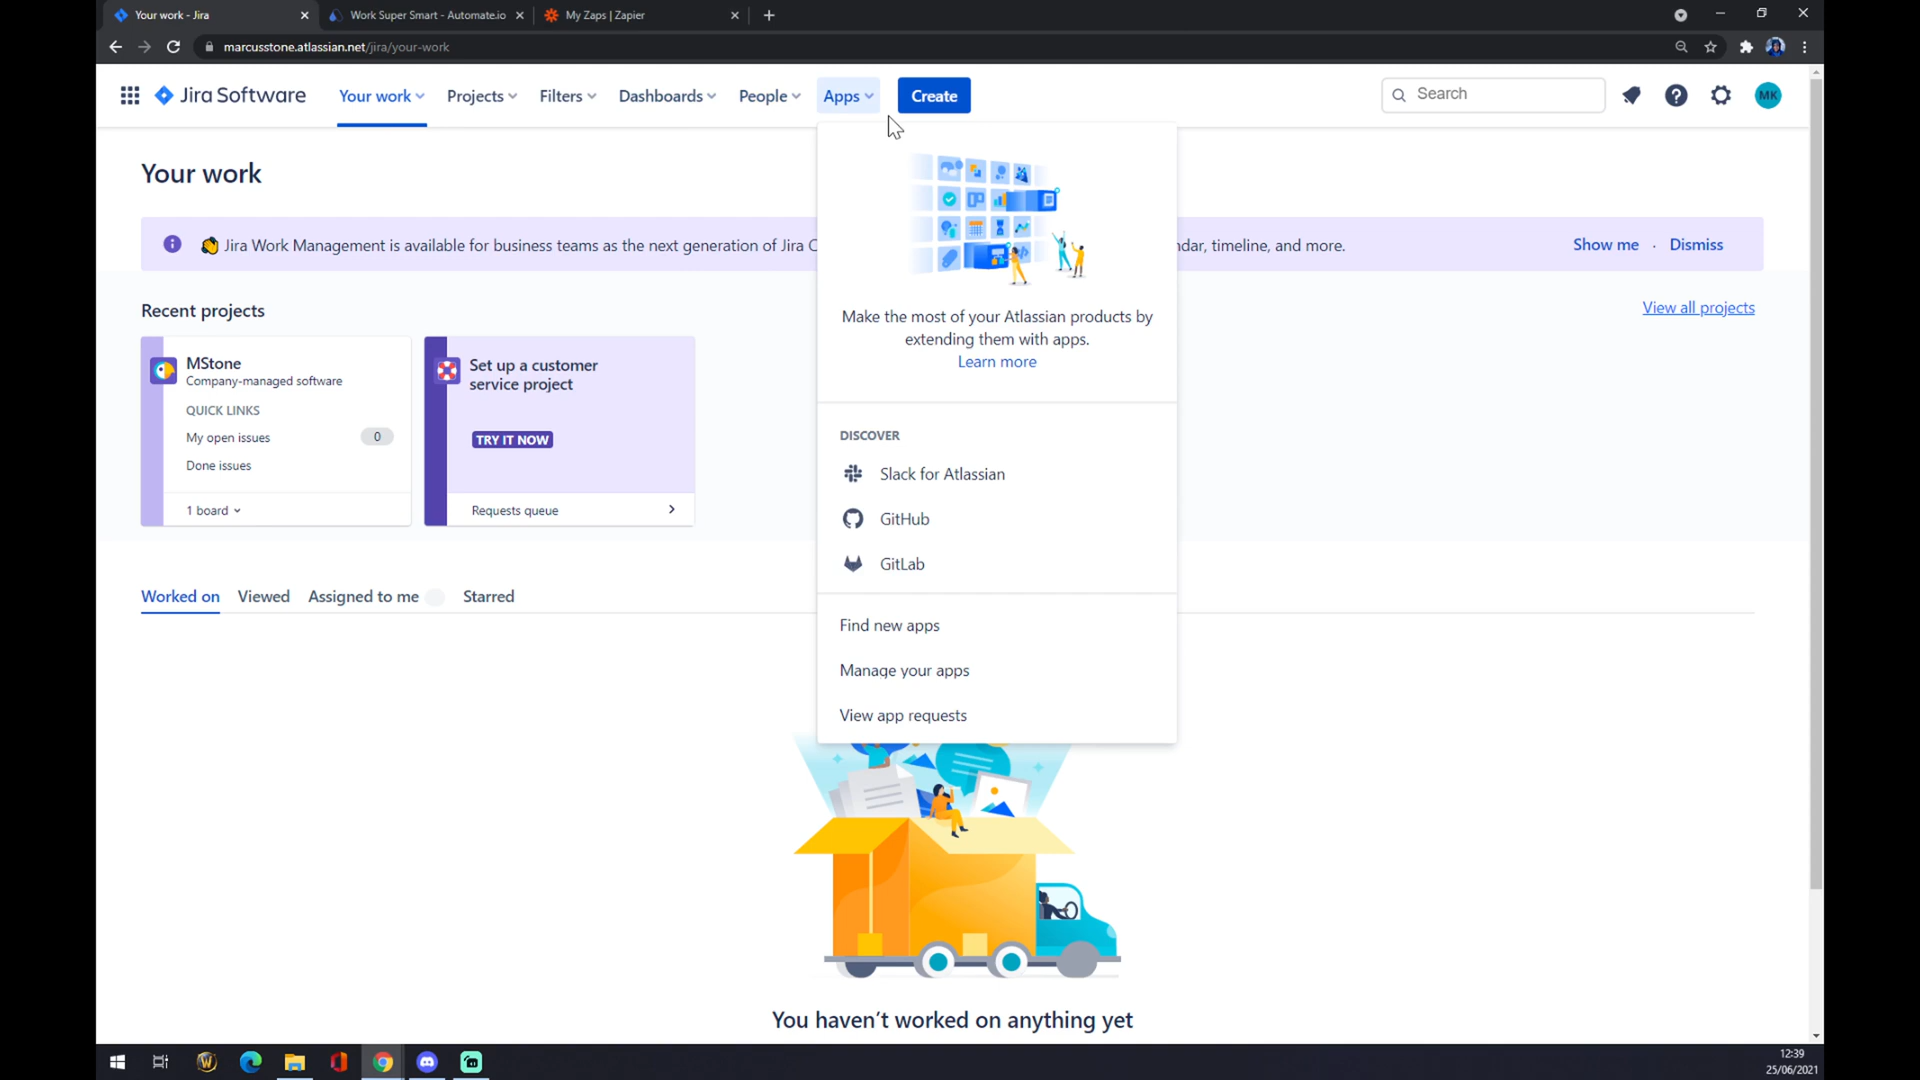 Your work - Jira
Work Super Smart - Automate.io
My Zaps | Zapier
marcusstone.atlassian.net/jira/your-work
Jira Software
Your work
Projects
Filters
Dashboards
People
Apps
Create
Search
MK
Your work
Jira Work Management is available for business teams as the next generation of Jira C
ndar, timeline, and more.
Show me · Dismiss
Recent projects
View all projects
MStone
Company-managed software
QUICK LINKS
My open issues 0
Done issues
1 board
Set up a customer
service project
TRY IT NOW
Requests queue
Make the most of your Atlassian products by
extending them with apps.
Learn more
DISCOVER
Slack for Atlassian
GitHub
GitLab
Find new apps
Manage your apps
View app requests
Worked on
Viewed
Assigned to me
Starred
You haven't worked on anything yet
12:39
25/06/2021